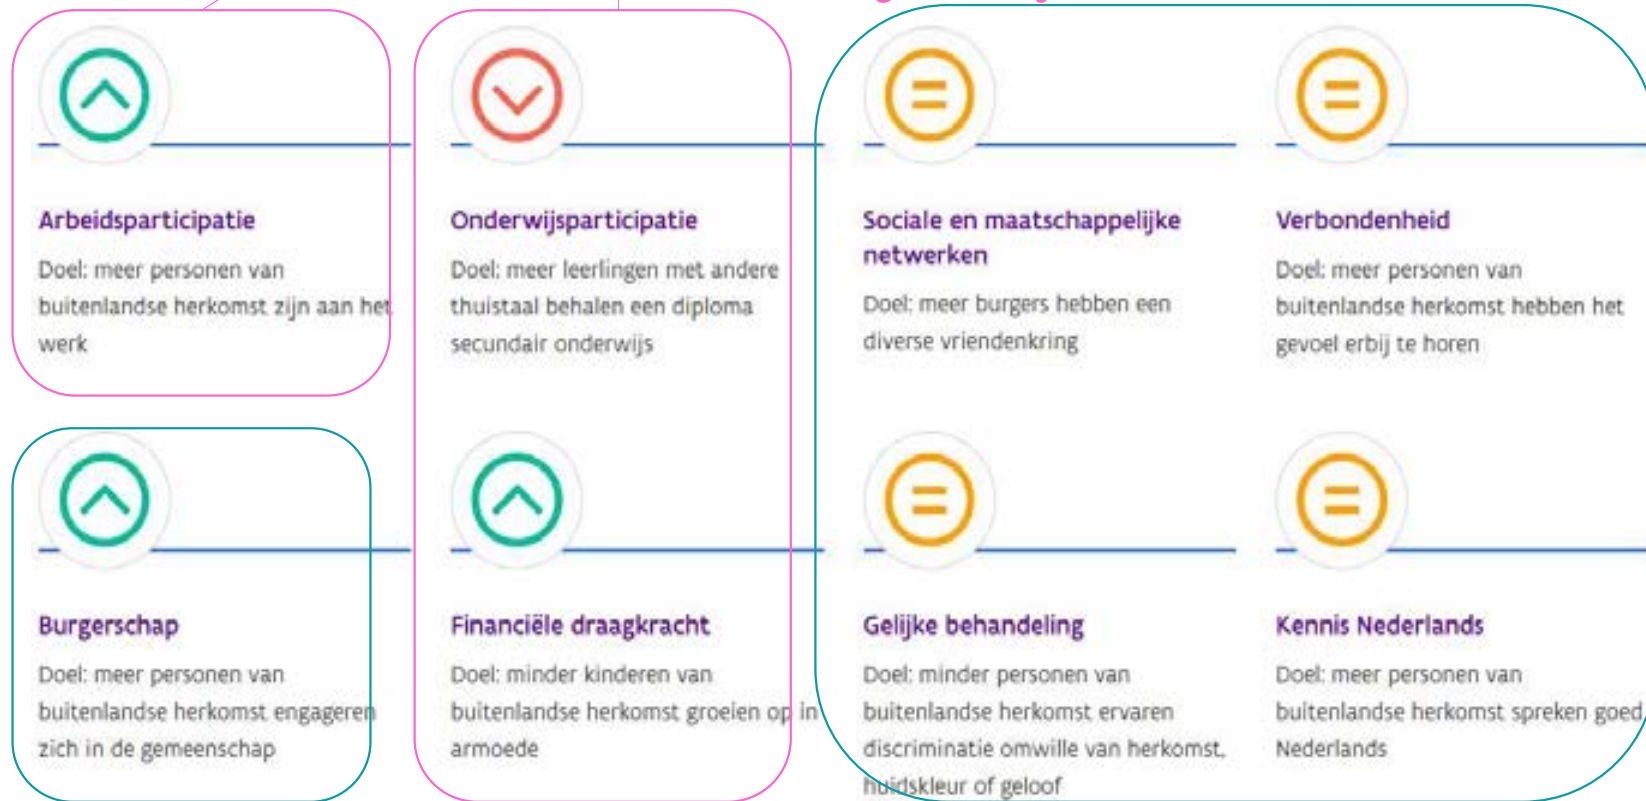 Arbeidsparticipatie
Doel: meer personen van
buitenlandse herkomst zijn aan het
werk
Onderwijsparticipatie
Doel: meer leerlingen met andere
thuistaal behalen een diploma
secundair onderwijs
Sociale en maatschappelijke
netwerken
Doel: meer burgers hebben een
diverse vriendenkring
Verbondenheid
Doel: meer personen van
buitenlandse herkomst hebben het
gevoel erbij te horen
Burgerschap
Doel: meer personen van
buitenlandse herkomst engageren
zich in de gemeenschap
Financiële draagkracht
Doel: minder kinderen van
buitenlandse herkomst groeien op in
armoede
Gelijke behandeling
Doel: minder personen van
buitenlandse herkomst ervaren
discriminatie omwille van herkomst,
huidskleur of geloof
Kennis Nederlands
Doel: meer personen van
buitenlandse herkomst spreken goed
Nederlands